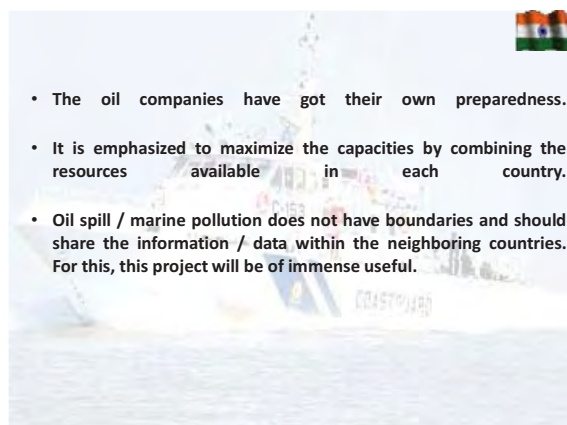 • The oil companies have got their own preparedness.
• It is emphasized to maximize the capacities by combining the
resources available in each country.
• Oil spill / marine pollution does not have boundaries and should
share the information / data within the neighboring countries.
For this, this project will be of immense useful.
COASTGUARD